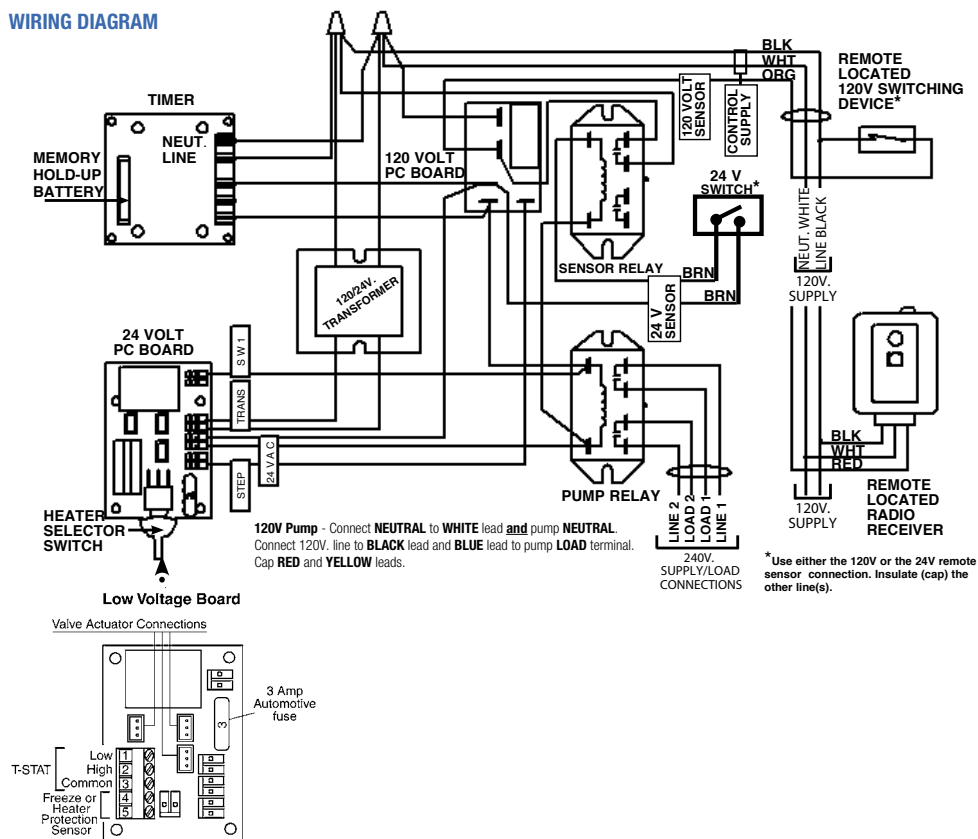 WIRING DIAGRAM
BLK
WHT
ORG
REMOTE
LOCATED
120V SWITCHING
DEVICE*
TIMER
NEUT.
LINE
MEMORY
HOLD-UP
BATTERY
120 VOLT
PC BOARD
120 VOLT
SENSOR
CONTROL
SUPPLY
24 V
SWITCH*
NEUT. WHITE
LINE BLACK
120V.
SUPPLY
SENSOR RELAY
BRN
BRN
24 V
SENSOR
120/24V.
TRANSFORMER
24 VOLT
PC BOARD
SW1
TRANS
24VAC
STEP
PUMP RELAY
LINE 2
LOAD 2
LOAD 1
LINE 1
240V.
SUPPLY/LOAD
CONNECTIONS
BLK
WHT
RED
120V.
SUPPLY
REMOTE
LOCATED
RADIO
RECEIVER
HEATER
SELECTOR
SWITCH
120V Pump - Connect NEUTRAL to WHITE lead and pump NEUTRAL.
Connect 120V. line to BLACK lead and BLUE lead to pump LOAD terminal.
Cap RED and YELLOW leads.
*Use either the 120V or the 24V remote
sensor connection. Insulate (cap) the
other line(s).
Low Voltage Board
Valve Actuator Connections
3 Amp
Automotive
fuse
3
T-STAT
Low 1
High 2
Common 3
Freeze or
Heater
Protection
Sensor
4
5